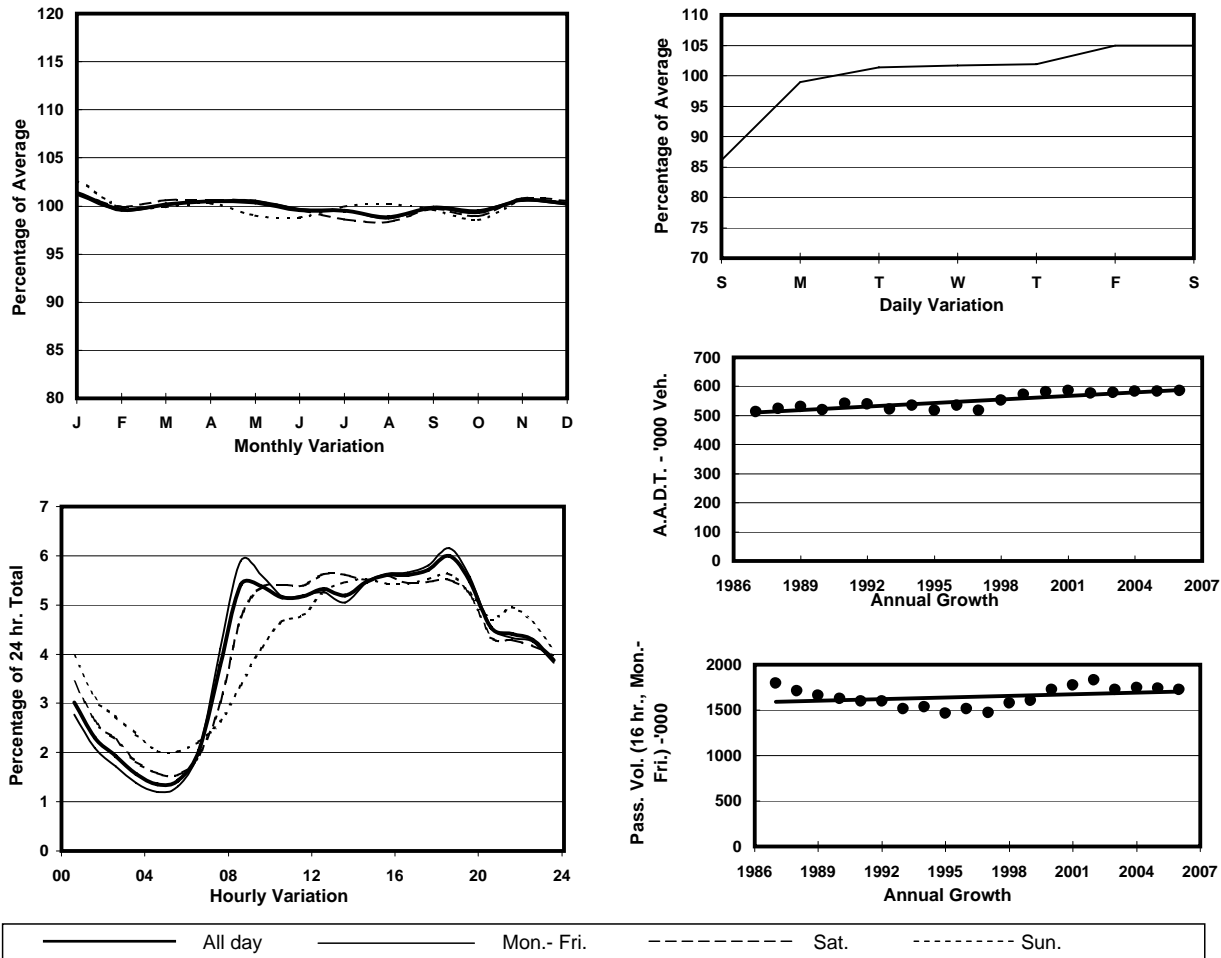 120
115
110
105
100
95
90
85
80
Percentage of Average
J F M A M J J A S O N D
Monthly Variation
110
105
100
95
90
85
80
75
70
Percentage of Average
S M T W T F S
Daily Variation
700
600
500
400
300
200
100
0
A.A.D.T. - '000 Veh.
1986 1989 1992 1995 1998 2001 2004 2007
Annual Growth
7
6
5
4
3
2
1
0
Percentage of 24 hr. Total
00 04 08 12 16 20 24
Hourly Variation
2000
1500
1000
500
0
Pass. Vol. (16 hr., Mon.-
Fri.) -'000
1986 1989 1992 1995 1998 2001 2004 2007
Annual Growth
All day Mon.- Fri. Sat. Sun.